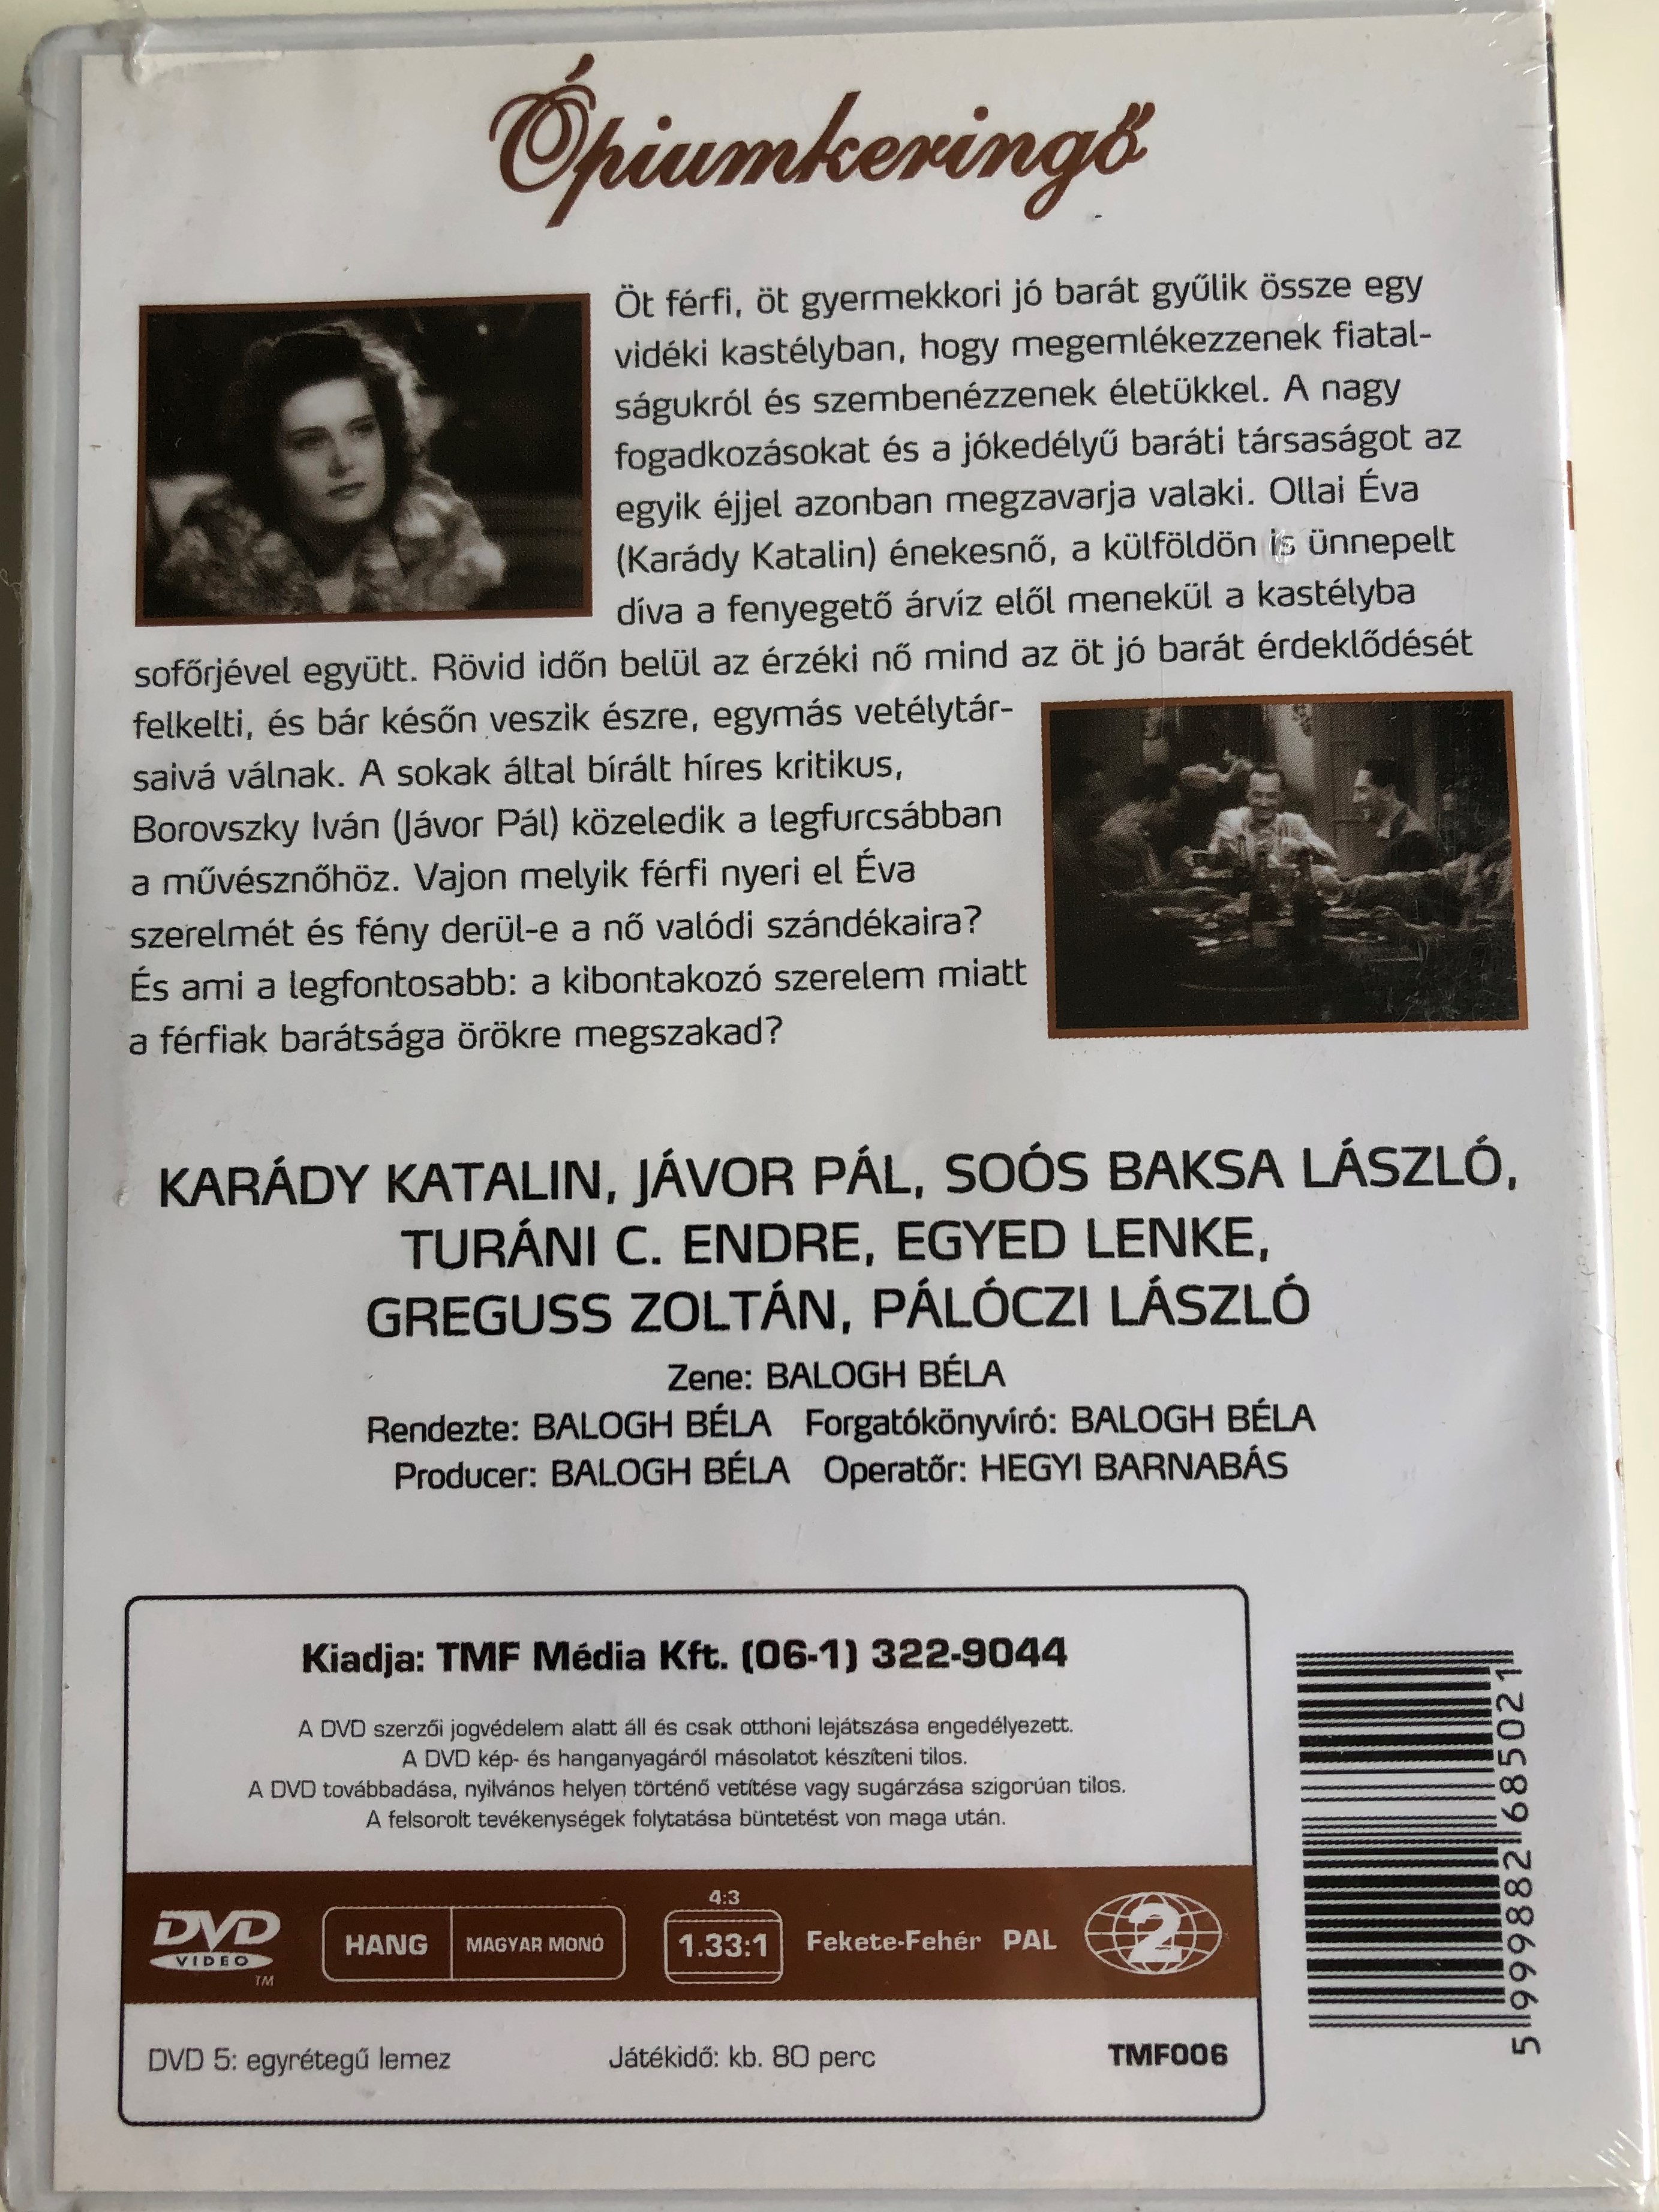 Ópiumkeringő
Öt férfi, öt gyermekkori jó barát gyűlik össze egy
vidéki kastélyban, hogy megemlékezzenek fiatal-
ságukról és szembenézzenek életükkel. A nagy
fogadkozásokat és a jókedélyű baráti társaságot az
egyik éjjel azonban megzavarja valaki. Ollai Éva
(Karády Katalin) énekesnő, a külföldön is ünnepelt
díva a fenyegető árvíz elől menekül a kastélyba
sofőrjével együtt. Rövid időn belül az érzéki nő mind az öt jó barát érdeklődését
felkelti, és bár későn veszik észre, egymás vetélytár-
saivá válnak. A sokak által bírált híres kritikus,
Borovszky Iván (Jávor Pál) közeledik a legfurcsábban
a művésznőhöz. Vajon melyik férfi nyeri el Éva
szerelmét és fény derül-e a nő valódi szándékaira?
És ami a legfontosabb: a kibontakozó szerelem miatt
a férfiak barátsága örökre megszakad?
KARÁDY KATALIN, JÁVOR PÁL, SOÓS BAKSA LÁSZLÓ,
TURÁNI C. ENDRE, EGYED LENKE,
GREGUSS ZOLTÁN, PÁLÓCZI LÁSZLÓ
Zene: BALOGH BÉLA
Rendezte: BALOGH BÉLA Forgatókönyvíró: BALOGH BÉLA
Producer: BALOGH BÉLA Operatőr: HEGYI BARNABÁS
Kiadja: TMF Média Kft. (06-1) 322-9044
A DVD szerzői jogvédelem alatt áll és csak otthoni lejátszása engedélyezett.
A DVD kép- és hanganyagáról másolatot készíteni tilos.
A DVD továbbadása, nyilvános helyen történő vetítése vagy sugárzása szigorúan tilos.
A felsorolt tevékenységek folytatása büntetést von maga után.
DVD VIDEO TM
HANG MAGYAR MONÓ
4:3
1.33:1
Fekete-Fehér PAL
2
DVD 5: egyrétegű lemez Játékidő: kb. 80 perc TMF006
5 999882 685021